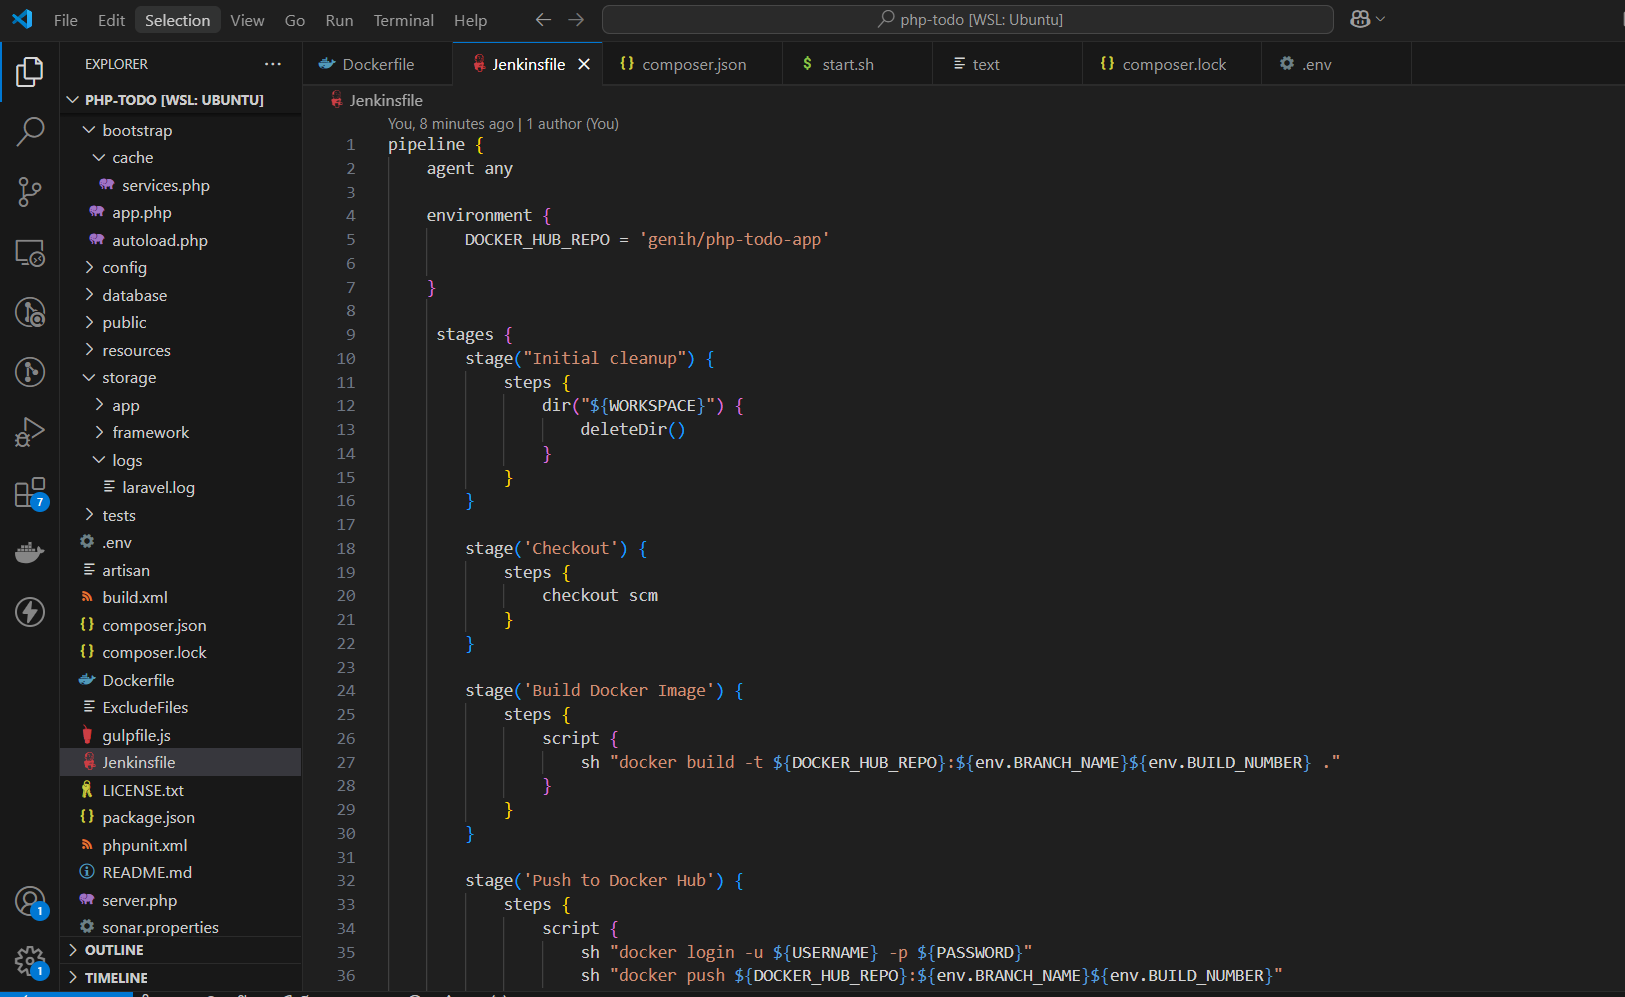 File Edit Selection View Go Run Terminal Help
php-todo [WSL: Ubuntu]
EXPLORER
PHP-TODO [WSL: UBUNTU]
bootstrap
cache
services.php
app.php
autoload.php
config
database
public
resources
storage
app
framework
logs
laravel.log
tests
.env
artisan
build.xml
composer.json
composer.lock
Dockerfile
ExcludeFiles
gulpfile.js
Jenkinsfile
LICENSE.txt
package.json
phpunit.xml
README.md
server.php
sonar.properties
OUTLINE
TIMELINE
7
1
1
Dockerfile Jenkinsfile composer.json start.sh text composer.lock .env
Jenkinsfile
You, 8 minutes ago | 1 author (You)
1 pipeline {
2 agent any
3
4 environment {
5 DOCKER_HUB_REPO = 'genih/php-todo-app'
6
7 }
8
9 stages {
10 stage("Initial cleanup") {
11 steps {
12 dir("${WORKSPACE}") {
13 deleteDir()
14 }
15 }
16 }
17
18 stage('Checkout') {
19 steps {
20 checkout scm
21 }
22 }
23
24 stage('Build Docker Image') {
25 steps {
26 script {
27 sh "docker build -t ${DOCKER_HUB_REPO}:${env.BRANCH_NAME}${env.BUILD_NUMBER} ."
28 }
29 }
30 }
31
32 stage('Push to Docker Hub') {
33 steps {
34 script {
35 sh "docker login -u ${USERNAME} -p ${PASSWORD}"
36 sh "docker push ${DOCKER_HUB_REPO}:${env.BRANCH_NAME}${env.BUILD_NUMBER}"